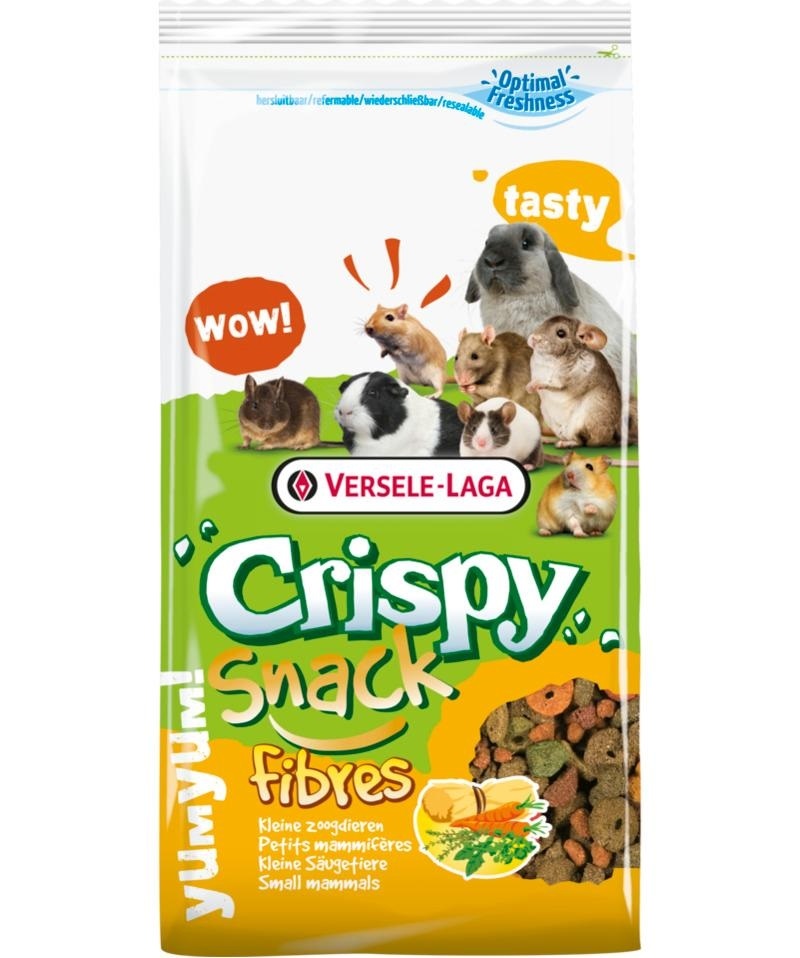 Optimal
Freshness
hersluitbaar/refermable/wiederschließbar/resealable
tasty
wow!
VERSELE-LAGA
Crispy
Snack
fibres
yumyum!
Kleine zoogdieren
Petits mammifères
Kleine Säugetiere
Small mammals